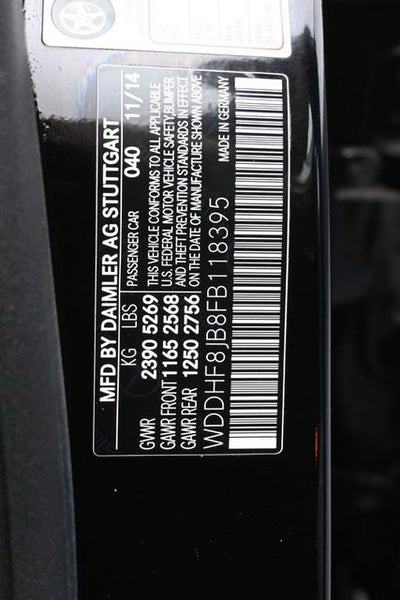 MFD BY DAIMLER AG STUTTGART
KG LBS PASSENGER CAR 040 11/14
GVWR 2390 5269 THIS VEHICLE CONFORMS TO ALL APPLICABLE
GAWR FRONT 1165 2568 U.S. FEDERAL MOTOR VEHICLE SAFETY,BUMPER
AND THEFT PREVENTION STANDARDS IN EFFECT
GAWR REAR 1250 2756 ON THE DATE OF MANUFACTURE SHOWN ABOVE
WDDHF8JB8FB118395 MADE IN GERMANY